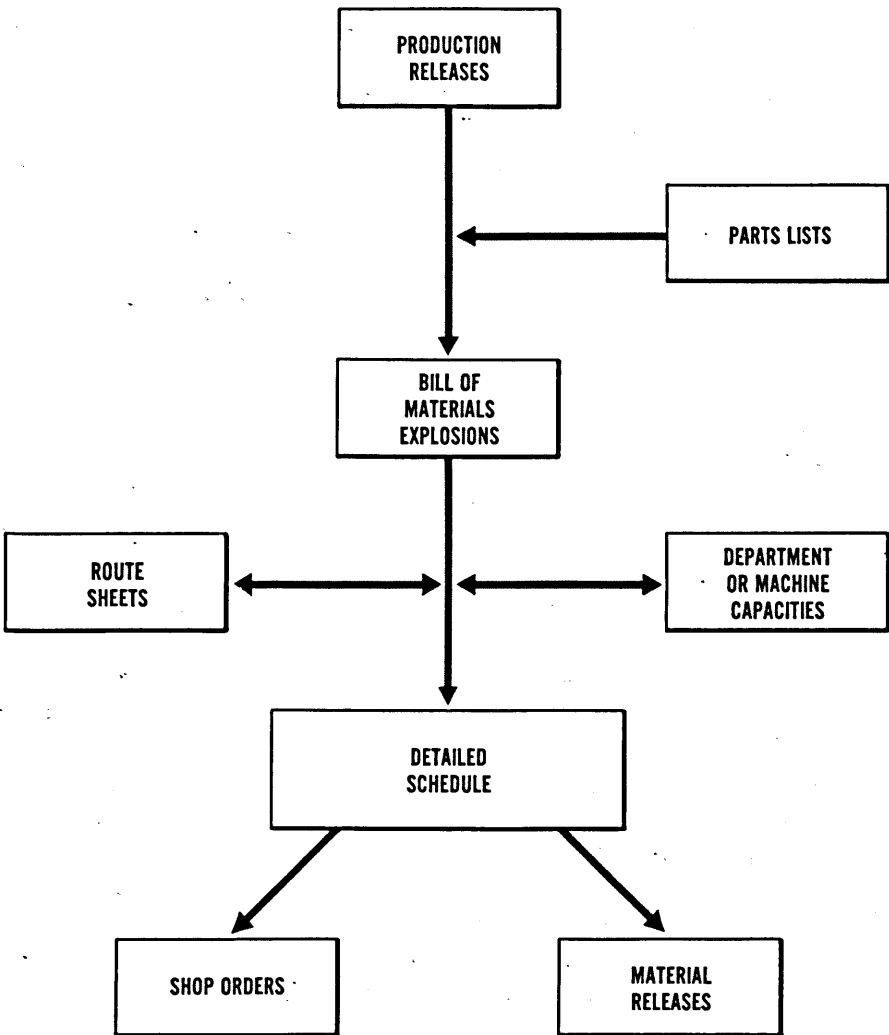 PRODUCTION
RELEASES
PARTS LISTS
BILL OF
MATERIALS
EXPLOSIONS
ROUTE
SHEETS
DEPARTMENT
OR MACHINE
CAPACITIES
DETAILED
SCHEDULE
SHOP ORDERS
MATERIAL
RELEASES